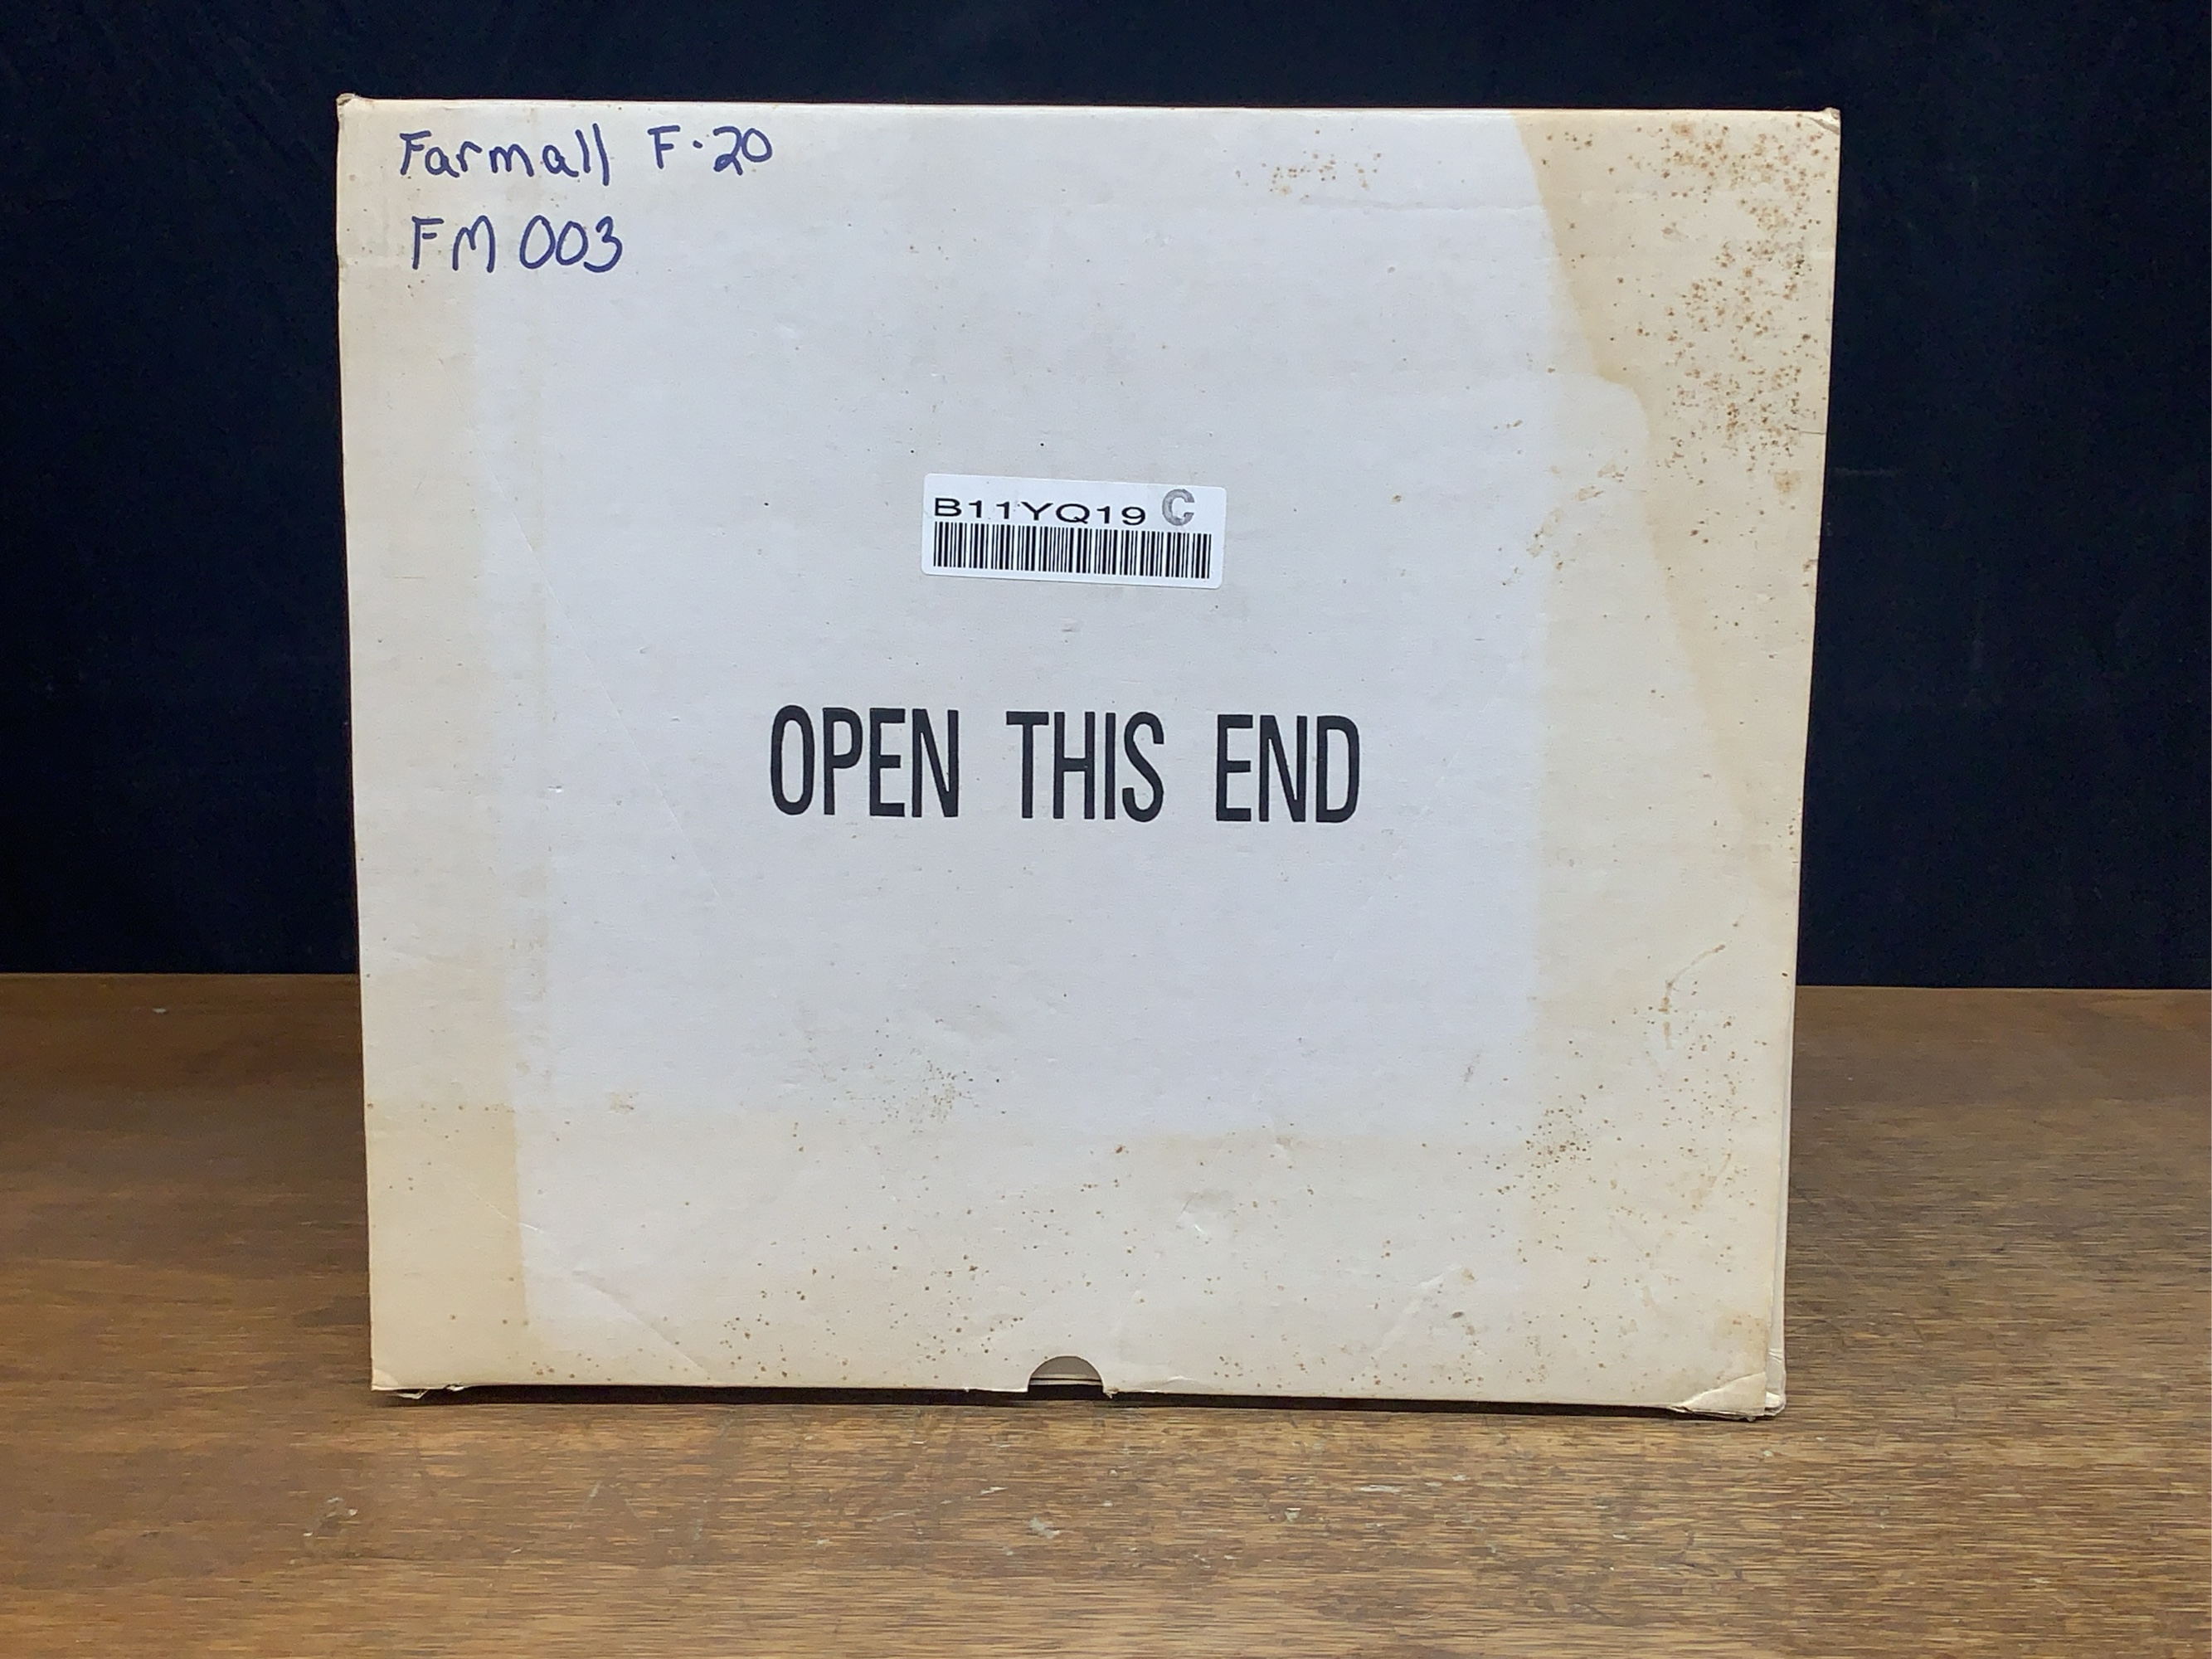 Farmall F-20
FM 003
B11YQ19 C
OPEN THIS END